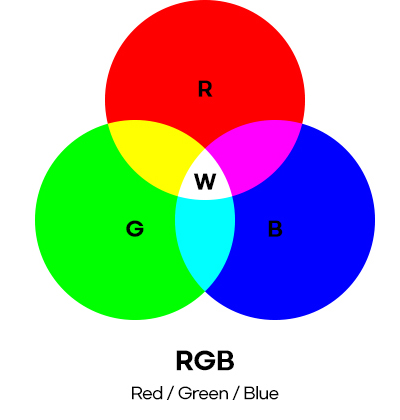 R
W
G B
RGB
Red / Green / Blue